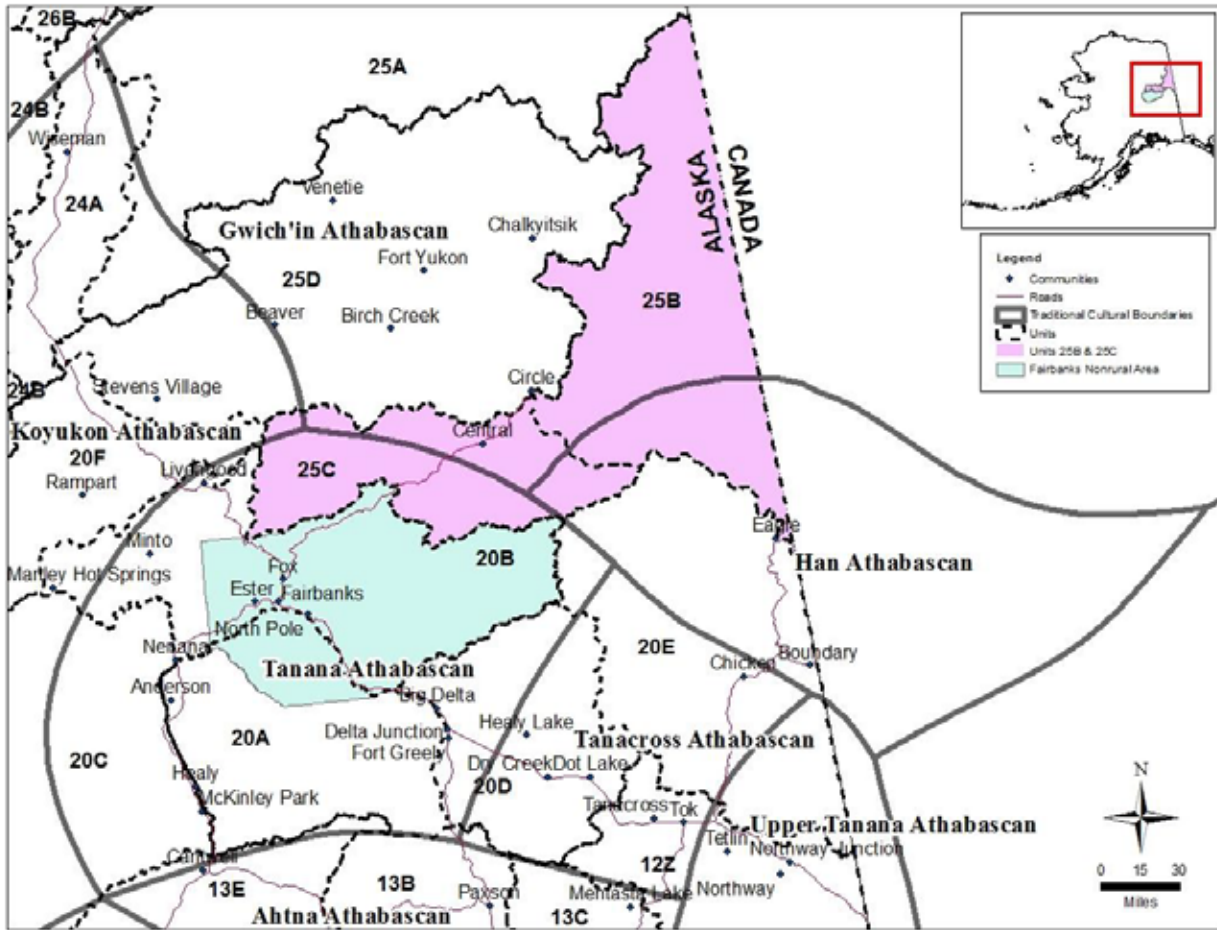 26B
25A
24B
Wiseman
24A
Venetie
Gwich'in Athabascan
Chalkyitsik
Fort Yukon
25D
25B
Beaver
Birch Creek
ALASKA
CANADA
Circle
24B
Stevens Village
Koyukon Athabascan
Central
20F
25C
Livengood
Rampart
Eagle
Minto
20B
Han Athabascan
Manley Hot Springs
Fox
Ester
Fairbanks
North Pole
Nenana
20E
Boundary
Tanana Athabascan
Chicken
Anderson
Big Delta
Healy Lake
Delta Junction
Tanacross Athabascan
20A
Fort Greely
20C
Dry Creek
Dot Lake
Healy
20D
McKinley Park
Tanacross
Tok
Upper Tanana Athabascan
Tetlin
Northway Junction
Cantwell
12Z
13E
13B
Paxson
Northway
Mentasta Lake
Ahtna Athabascan
13C
Legend
Communities
Roads
Traditional Cultural Boundaries
Units
Units 25B & 25C
Fairbanks Nonrural Area
N
0 15 30
Miles